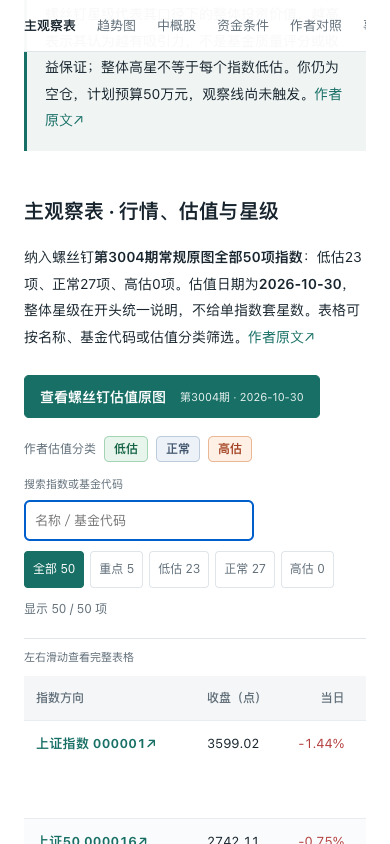 主观察表 趋势图 中概股 资金条件 作者对照
益保证；整体高星不等于每个指数低估。你仍为
空仓，计划预算50万元，观察线尚未触发。作者
原文↗
主观察表 · 行情、估值与星级
纳入螺丝钉第3004期常规原图全部50项指数：低估23
项、正常27项、高估0项。估值日期为2026-10-30，
整体星级在开头统一说明，不给单指数套星数。表格可
按名称、基金代码或估值分类筛选。作者原文↗
查看螺丝钉估值原图 第3004期 · 2026-10-30
作者估值分类 低估 正常 高估
搜索指数或基金代码
名称 / 基金代码
全部 50 重点 5 低估 23 正常 27 高估 0
显示 50 / 50 项
左右滑动查看完整表格
指数方向 收盘（点） 当日
上证指数 000001↗ 3599.02 -1.44%
上证50 000016↗ 2742.11 -0.75%